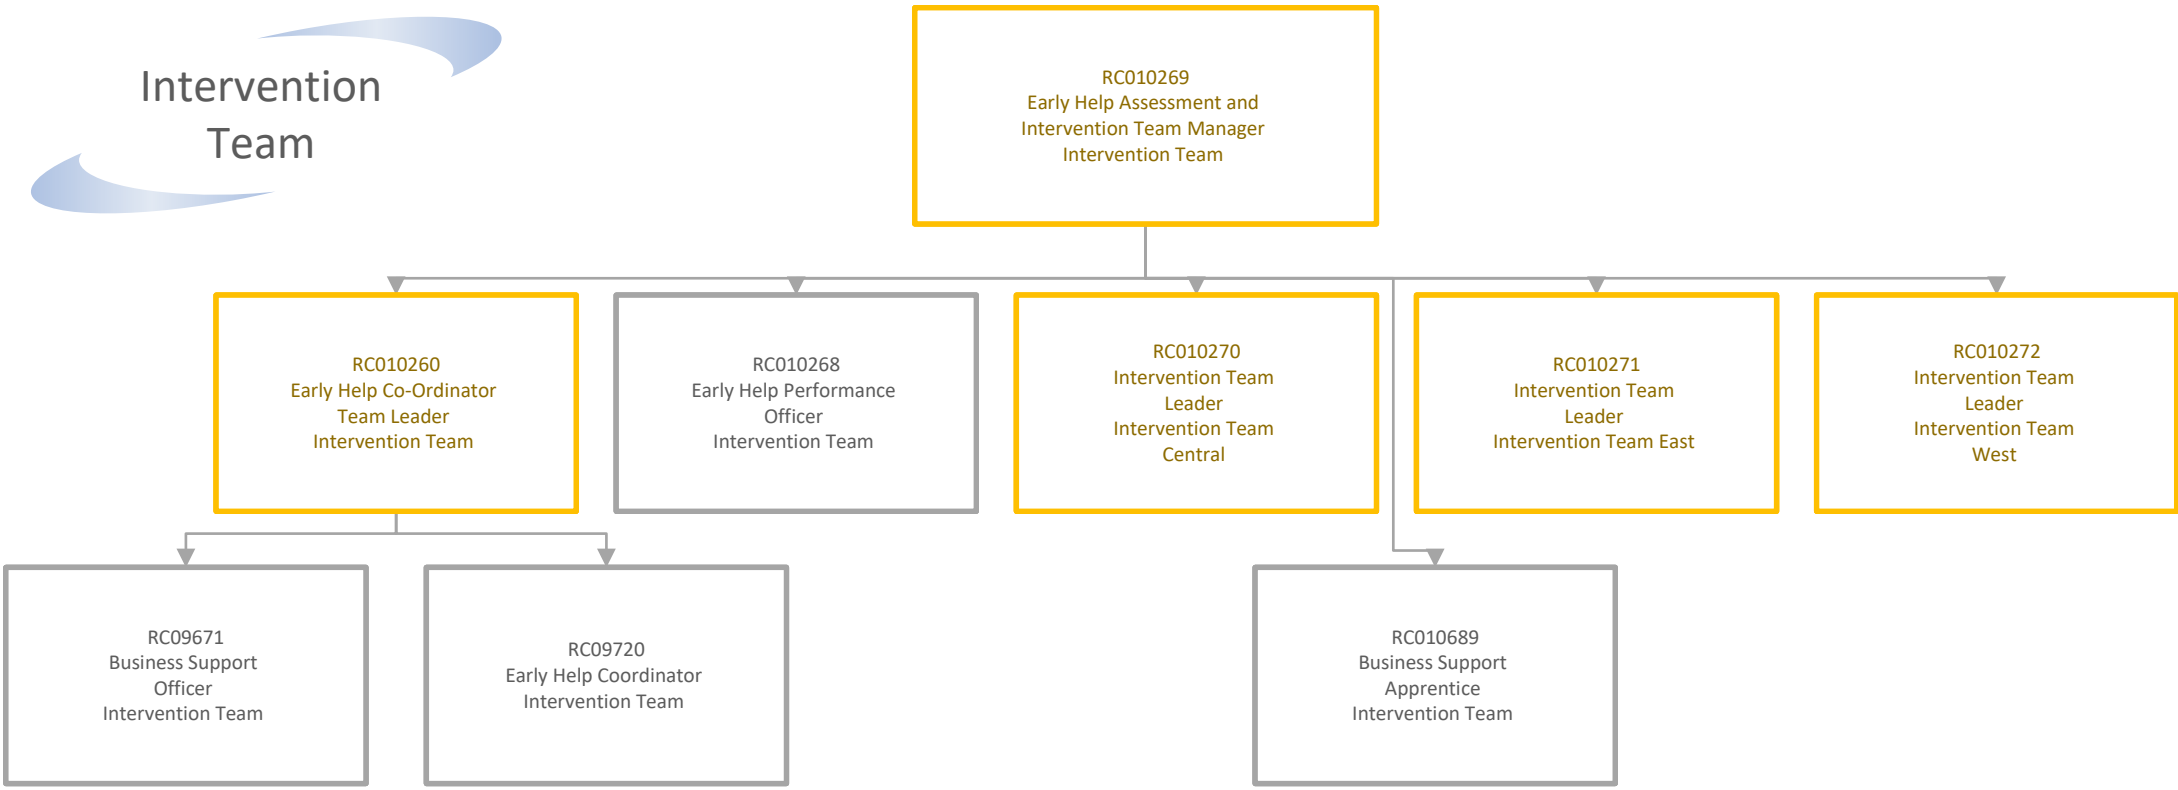 Intervention
Team
RC010269
Early Help Assessment and
Intervention Team Manager
Intervention Team
RC010260
Early Help Co-Ordinator
Team Leader
Intervention Team
RC010268
Early Help Performance
Officer
Intervention Team
RC010270
Intervention Team
Leader
Intervention Team
Central
RC010271
Intervention Team
Leader
Intervention Team East
RC010272
Intervention Team
Leader
Intervention Team
West
RC09671
Business Support
Officer
Intervention Team
RC09720
Early Help Coordinator
Intervention Team
RC010689
Business Support
Apprentice
Intervention Team